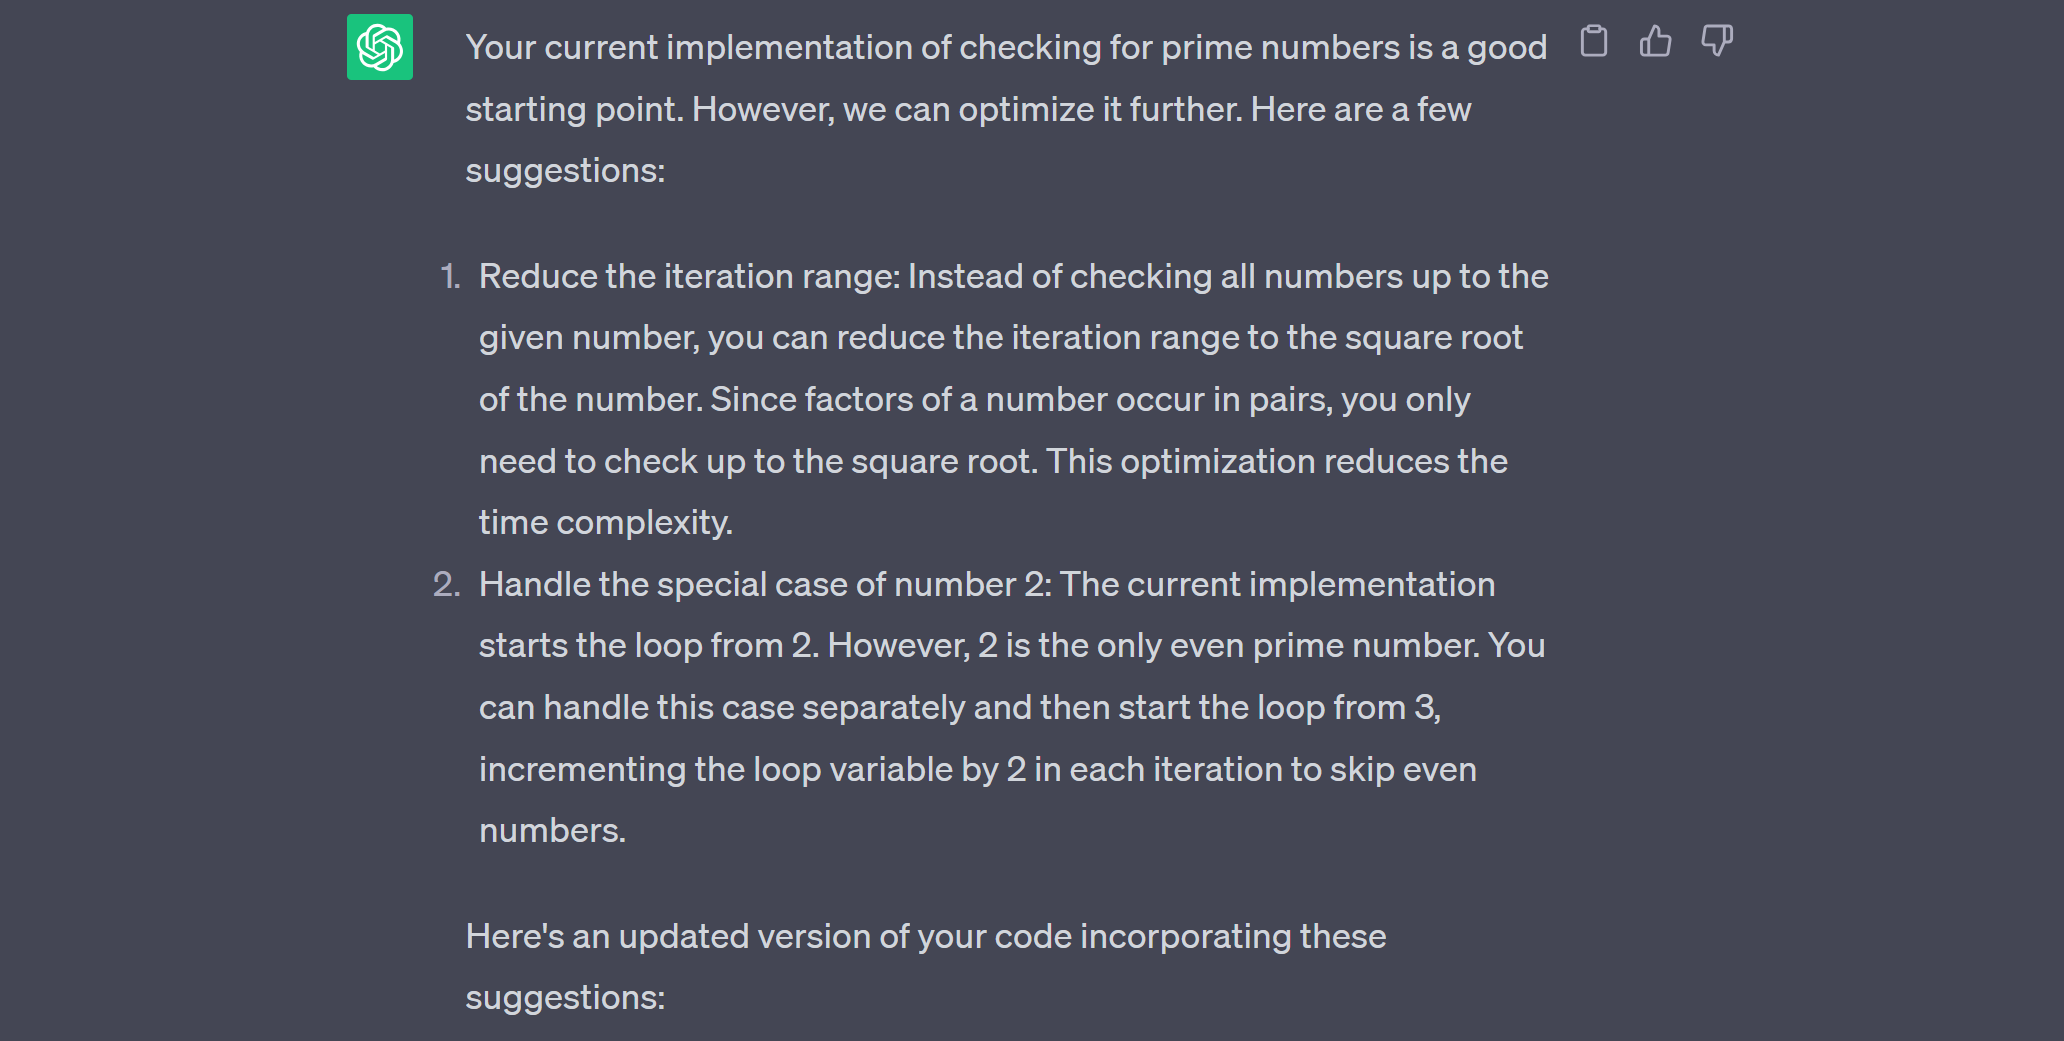 Your current implementation of checking for prime numbers is a good
starting point. However, we can optimize it further. Here are a few
suggestions:
1. Reduce the iteration range: Instead of checking all numbers up to the
given number, you can reduce the iteration range to the square root
of the number. Since factors of a number occur in pairs, you only
need to check up to the square root. This optimization reduces the
time complexity.
2. Handle the special case of number 2: The current implementation
starts the loop from 2. However, 2 is the only even prime number. You
can handle this case separately and then start the loop from 3,
incrementing the loop variable by 2 in each iteration to skip even
numbers.
Here's an updated version of your code incorporating these
suggestions: